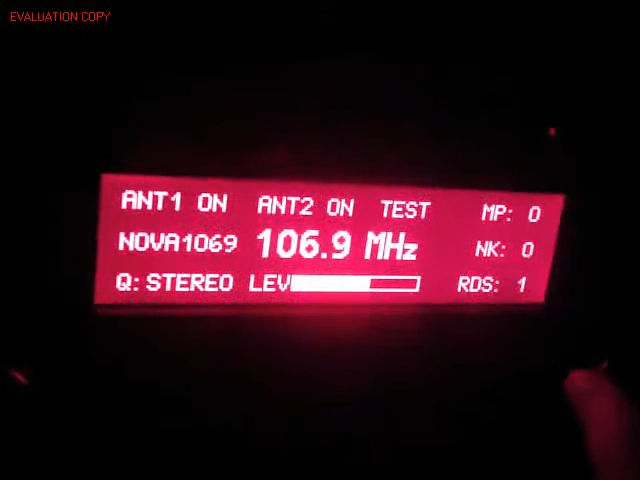 EVALUATION COPY
ANT1 ON ANT2 ON TEST MP: 0
NOVA1069 106.9 MHz NK: 0
Q: STEREO LEV RDS: 1